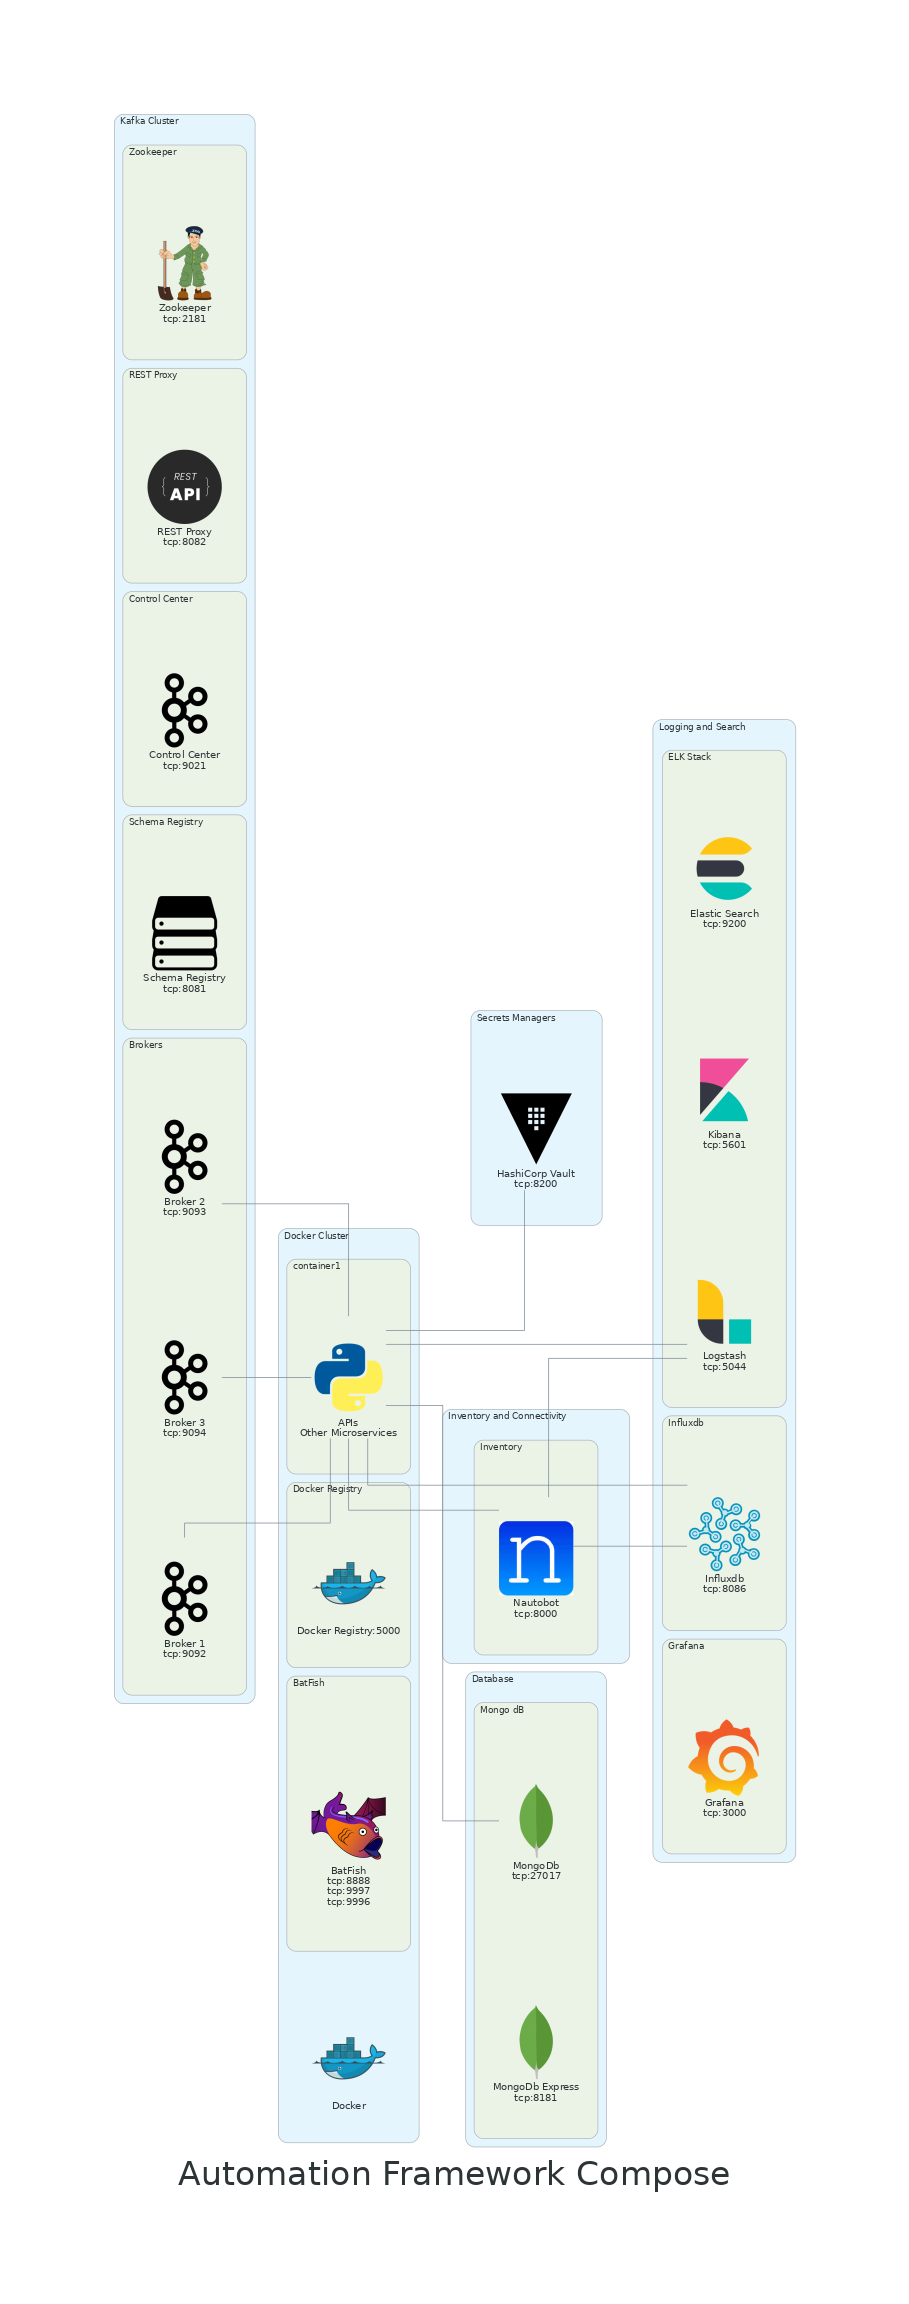 Kafka Cluster
Zookeeper
Zookeeper
tcp:2181
REST Proxy
REST
{ API }
REST Proxy
tcp:8082
Control Center
Control Center
tcp:9021
Schema Registry
Schema Registry
tcp:8081
Brokers
Broker 2
tcp:9093
Broker 3
tcp:9094
Broker 1
tcp:9092
Docker Cluster
container1
APIs
Other Microservices
Docker Registry
Docker Registry:5000
BatFish
BatFish
tcp:8888
tcp:9997
tcp:9996
Docker
Secrets Managers
HashiCorp Vault
tcp:8200
Inventory and Connectivity
Inventory
n
Nautobot
tcp:8000
Database
Mongo dB
MongoDb
tcp:27017
MongoDb Express
tcp:8181
Logging and Search
ELK Stack
Elastic Search
tcp:9200
Kibana
tcp:5601
Logstash
tcp:5044
Influxdb
Influxdb
tcp:8086
Grafana
Grafana
tcp:3000
Automation Framework Compose